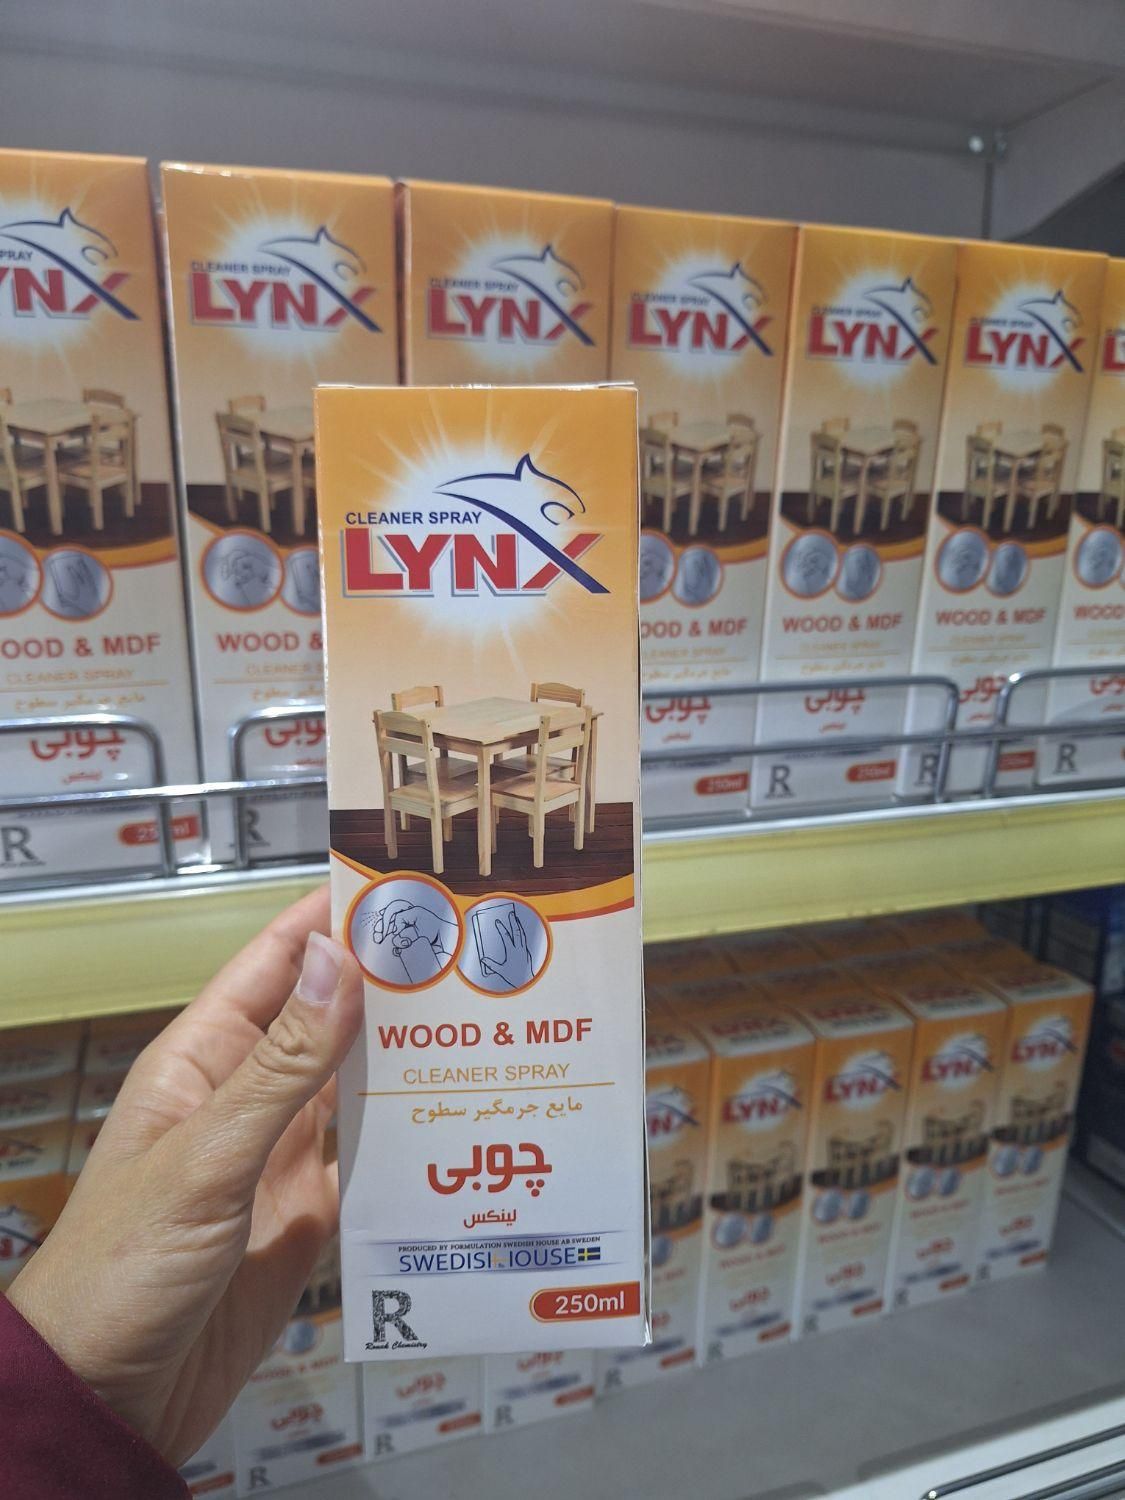 CLEANER SPRAY
LYNX
WOOD & MDF
CLEANER SPRAY
مایع جرمگیر سطوح
چوبی
لینکس
PRODUCED BY FORMULATION SWEDISH HOUSE AB SWEDEN
SWEDISH HOUSE
R
Ronak Chemistry
250ml